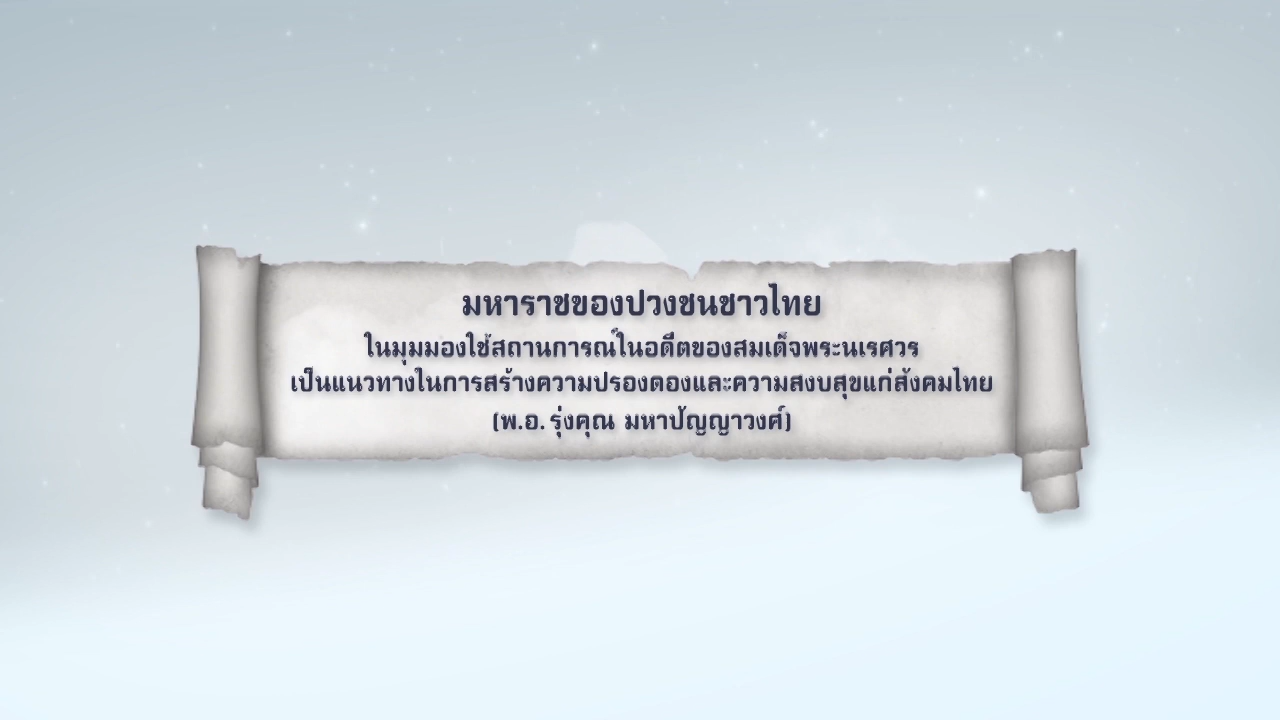 มหาราชของปวงชนชาวไทย
ในมุมมองใช้สถานการณ์ในอดีตของสมเด็จพระนเรศวร
เป็นแนวทางในการสร้างความปรองดองและความสงบสุขแก่สังคมไทย
(พ.อ. รุ่งคุณ มหาปัญญาวงศ์)